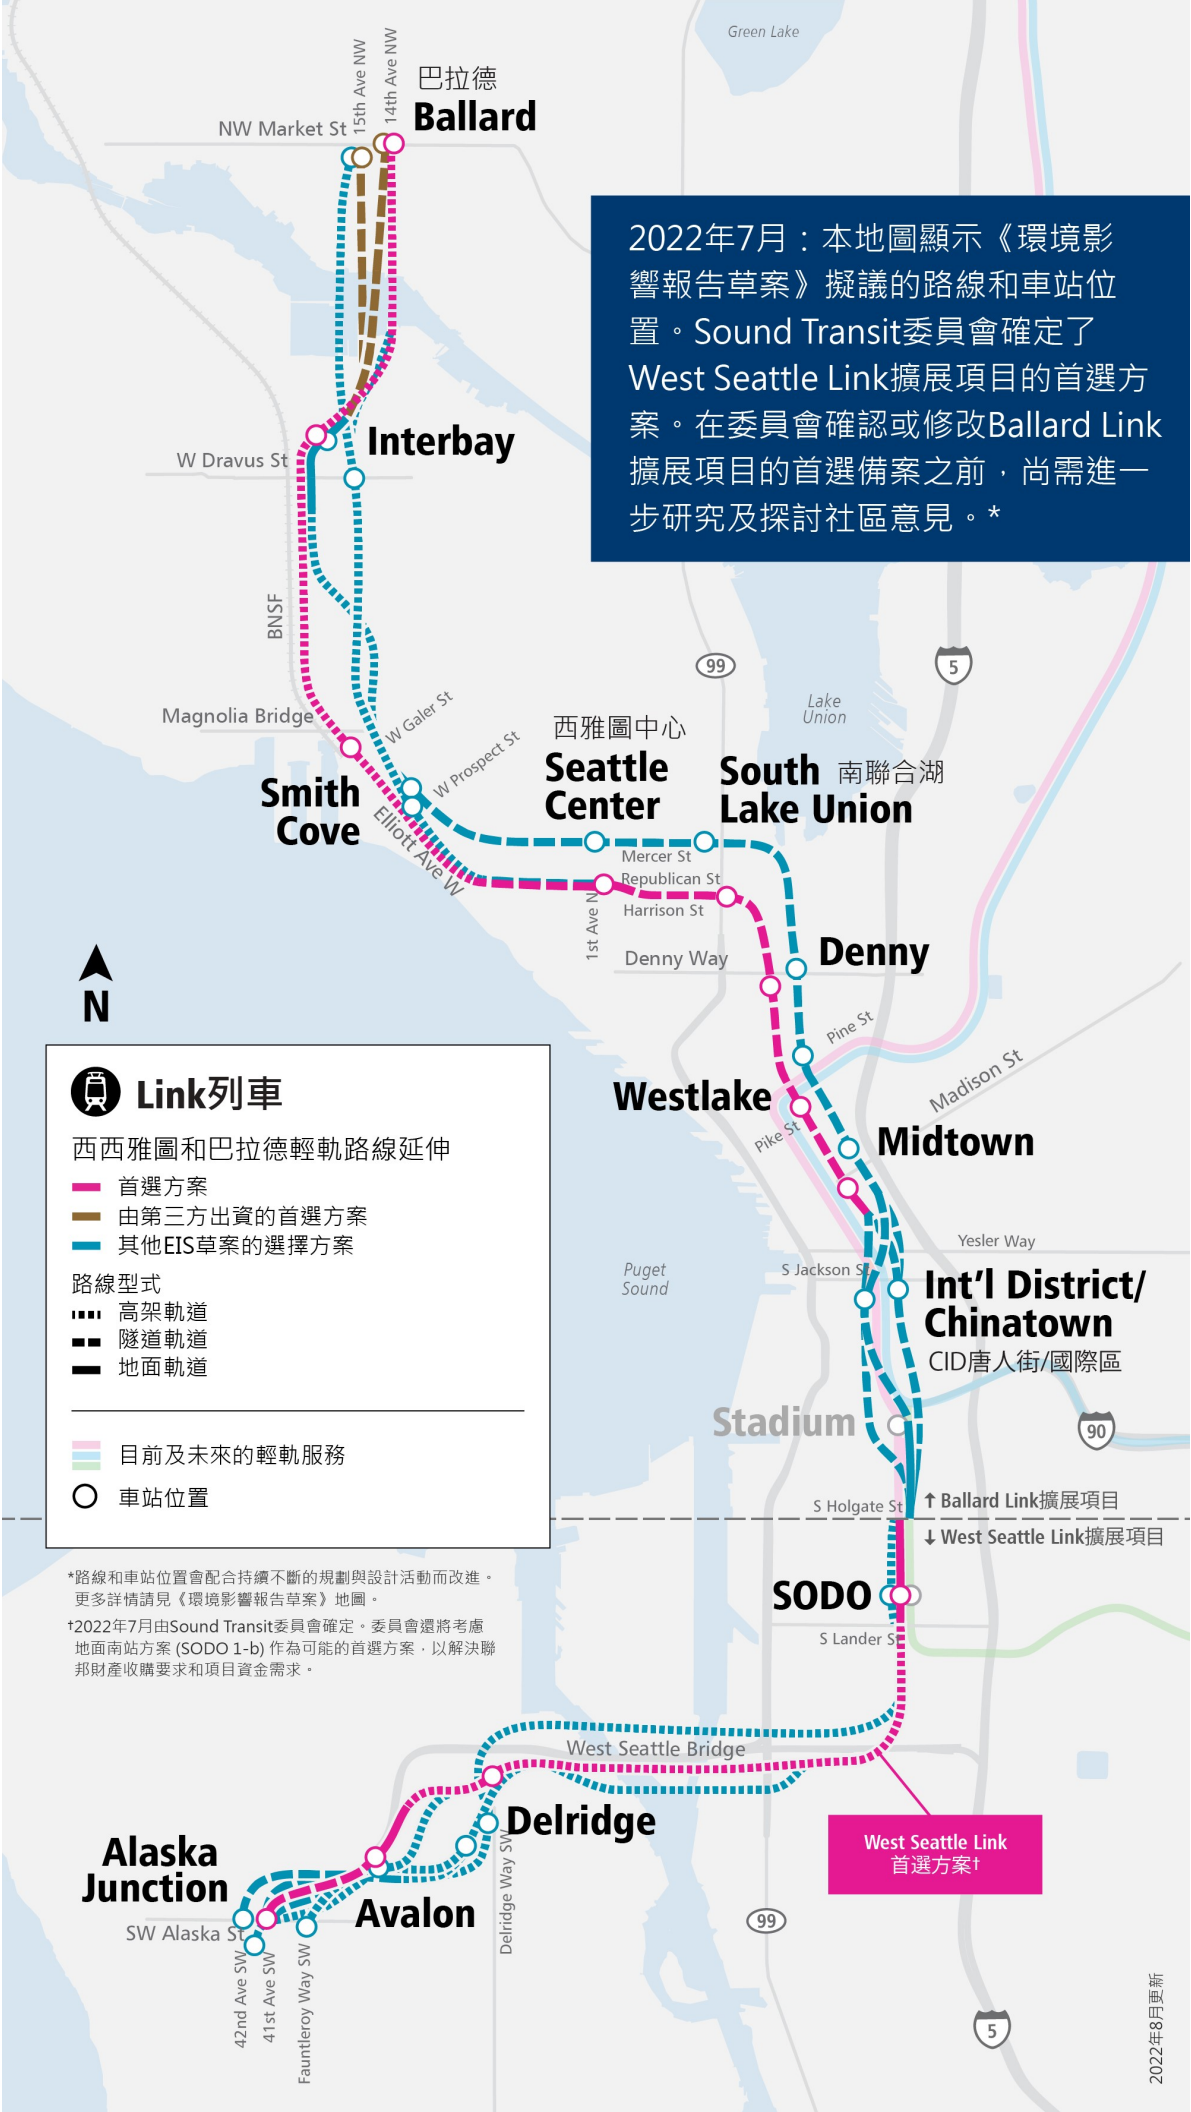 Green Lake
15th Ave NW
14th Ave NW
巴拉德
Ballard
NW Market St
2022年7月：本地圖顯示《環境影
響報告草案》擬議的路線和車站位
置。Sound Transit委員會確定了
West Seattle Link擴展項目的首選方
案。在委員會確認或修改Ballard Link
擴展項目的首選備案之前，尚需進一
步研究及探討社區意見。*
Interbay
W Dravus St
BNSF
99
5
Lake
Union
Magnolia Bridge
W Galer St
W Prospect St
西雅圖中心
Seattle
Center
South
Lake Union
南聯合湖
Smith
Cove
Elliott Ave W
Mercer St
Republican St
Harrison St
1st Ave N
Denny Way
Denny
N
Pine St
Madison St
Westlake
Pike St
Midtown
Link列車
西西雅圖和巴拉德輕軌路線延伸
首選方案
由第三方出資的首選方案
其他EIS草案的選擇方案
路線型式
高架軌道
隧道軌道
地面軌道
目前及未來的輕軌服務
車站位置
Puget
Sound
Yesler Way
S Jackson St
Int’l District/
Chinatown
CID唐人街/國際區
Stadium
90
S Holgate St
↑ Ballard Link擴展項目
↓ West Seattle Link擴展項目
*路線和車站位置會配合持續不斷的規劃與設計活動而改進。
更多詳情請見《環境影響報告草案》地圖。
†2022年7月由Sound Transit委員會確定。委員會還將考慮
地面南站方案 (SODO 1-b) 作為可能的首選方案，以解決聯
邦財產收購要求和項目資金需求。
SODO
S Lander St
West Seattle Bridge
Delridge
West Seattle Link
首選方案†
Alaska
Junction
Avalon
SW Alaska St
Delridge Way SW
42nd Ave SW
41st Ave SW
Fauntleroy Way SW
99
5
2022年8月更新